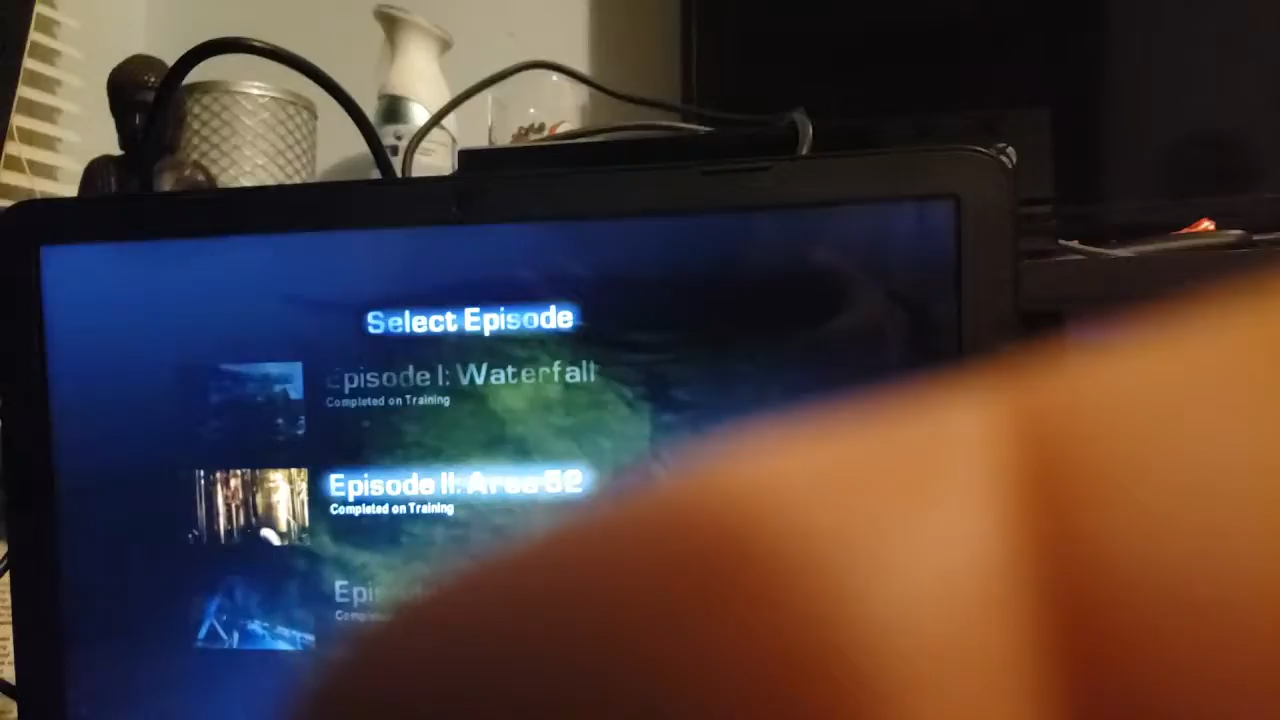 Select Episode
Episode I: Waterfall
Completed on Training
Episode II: Area 52
Completed on Training